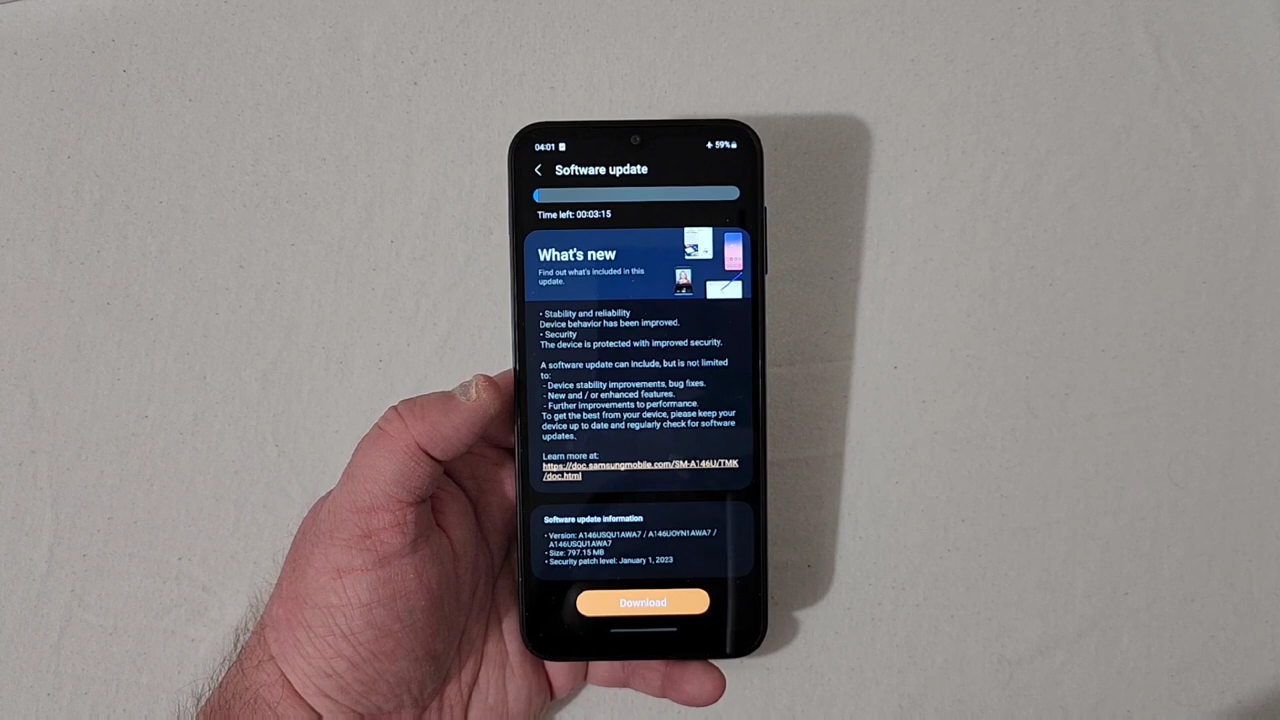 04:01 59%
Software update
Time left: 00:03:15
What's new
Find out what's included in this
update.
• Stability and reliability
Device behavior has been improved.
• Security
The device is protected with improved security.
A software update can include, but is not limited
to:
- Device stability improvements, bug fixes.
- New and / or enhanced features.
- Further improvements to performance.
To get the best from your device, please keep your
device up to date and regularly check for software
updates.
Learn more at:
https://doc.samsungmobile.com/SM-A146U/TMK
/doc.html
Software update information
• Version: A146USQU1AWA7 / A146UOYN1AWA7 /
A146USQU1AWA7
• Size: 797.15 MB
• Security patch level: January 1, 2023
Download